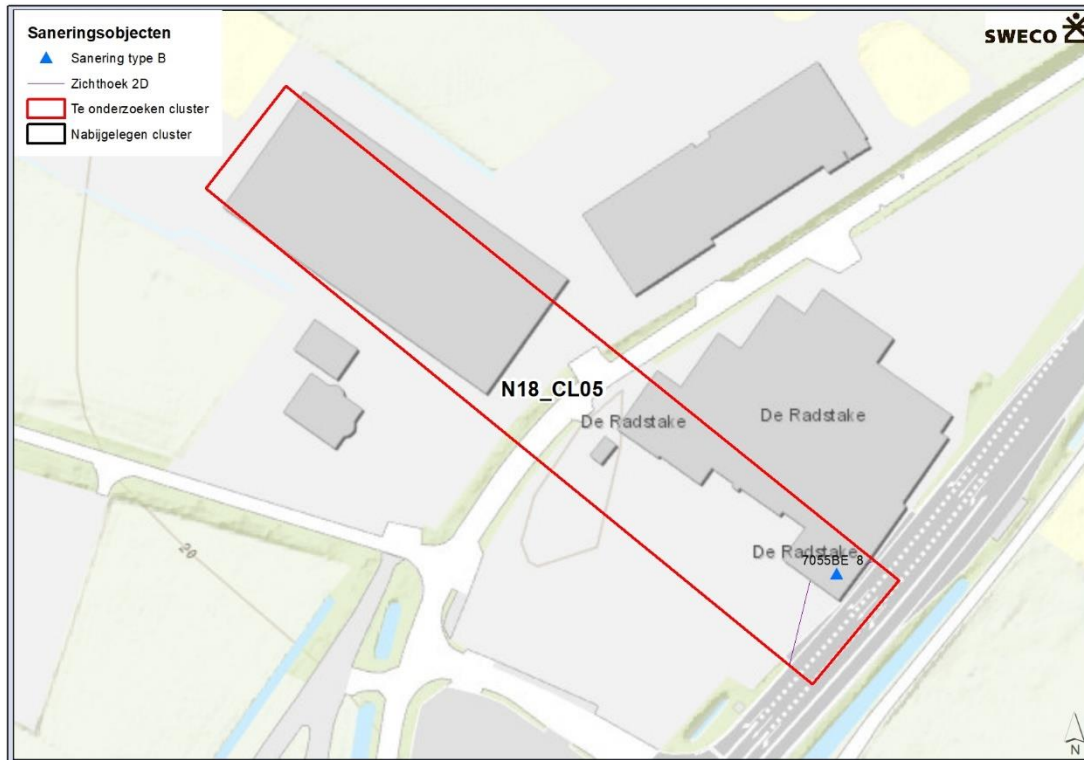 Saneringsobjecten
Sanering type B
Zichthoek 2D
Te onderzoeken cluster
Nabijgelegen cluster
SWECO
N18_CL05
De Radstake
De Radstake
De Radstake
7055BE 8
20
N